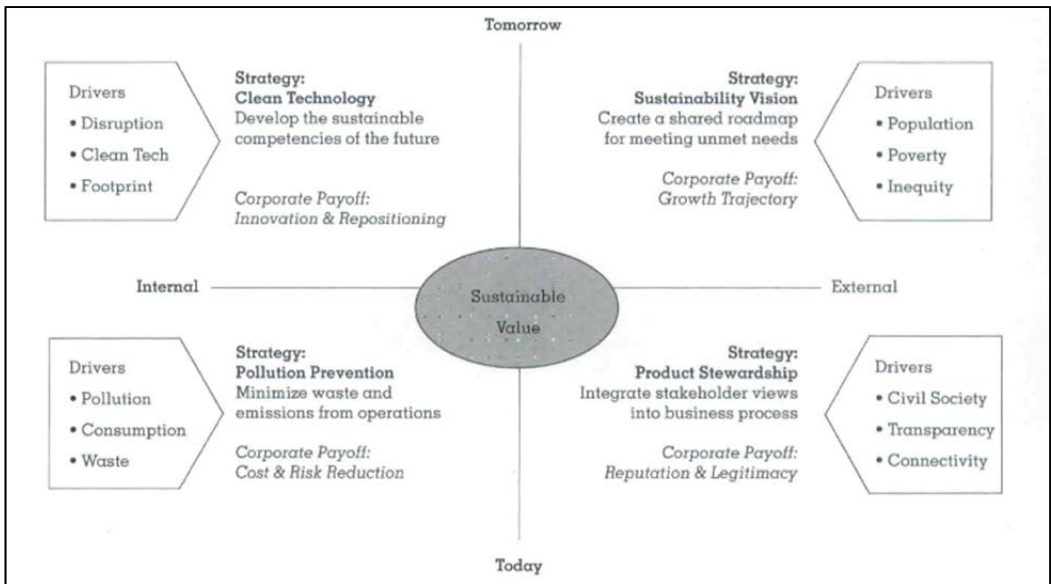 Tomorrow
Drivers
• Disruption
• Clean Tech
• Footprint
Strategy:
Clean Technology
Develop the sustainable
competencies of the future
Corporate Payoff:
Innovation & Repositioning
Strategy:
Sustainability Vision
Create a shared roadmap
for meeting unmet needs
Corporate Payoff:
Growth Trajectory
Drivers
• Population
• Poverty
• Inequity
Internal
Sustainable
Value
External
Drivers
• Pollution
• Consumption
• Waste
Strategy:
Pollution Prevention
Minimize waste and
emissions from operations
Corporate Payoff:
Cost & Risk Reduction
Strategy:
Product Stewardship
Integrate stakeholder views
into business process
Corporate Payoff:
Reputation & Legitimacy
Drivers
• Civil Society
• Transparency
• Connectivity
Today